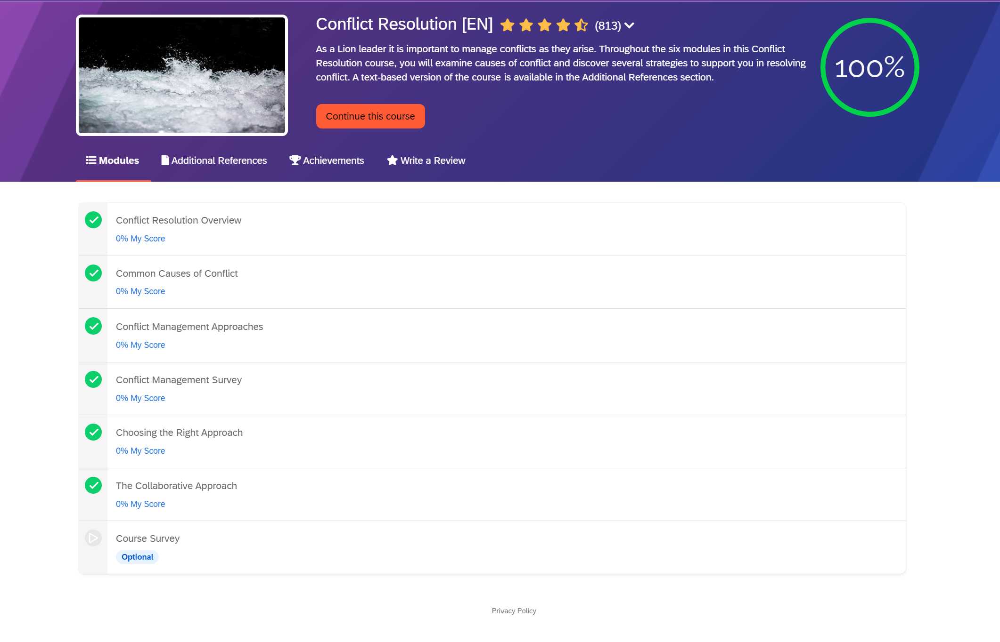 Conflict Resolution [EN] (813)
As a Lion leader it is important to manage conflicts as they arise. Throughout the six modules in this Conflict
Resolution course, you will examine causes of conflict and discover several strategies to support you in resolving
conflict. A text-based version of the course is available in the Additional References section.
100%
Continue this course
Modules Additional References Achievements Write a Review
Conflict Resolution Overview
0% My Score
Common Causes of Conflict
0% My Score
Conflict Management Approaches
0% My Score
Conflict Management Survey
0% My Score
Choosing the Right Approach
0% My Score
The Collaborative Approach
0% My Score
Course Survey
Optional
Privacy Policy